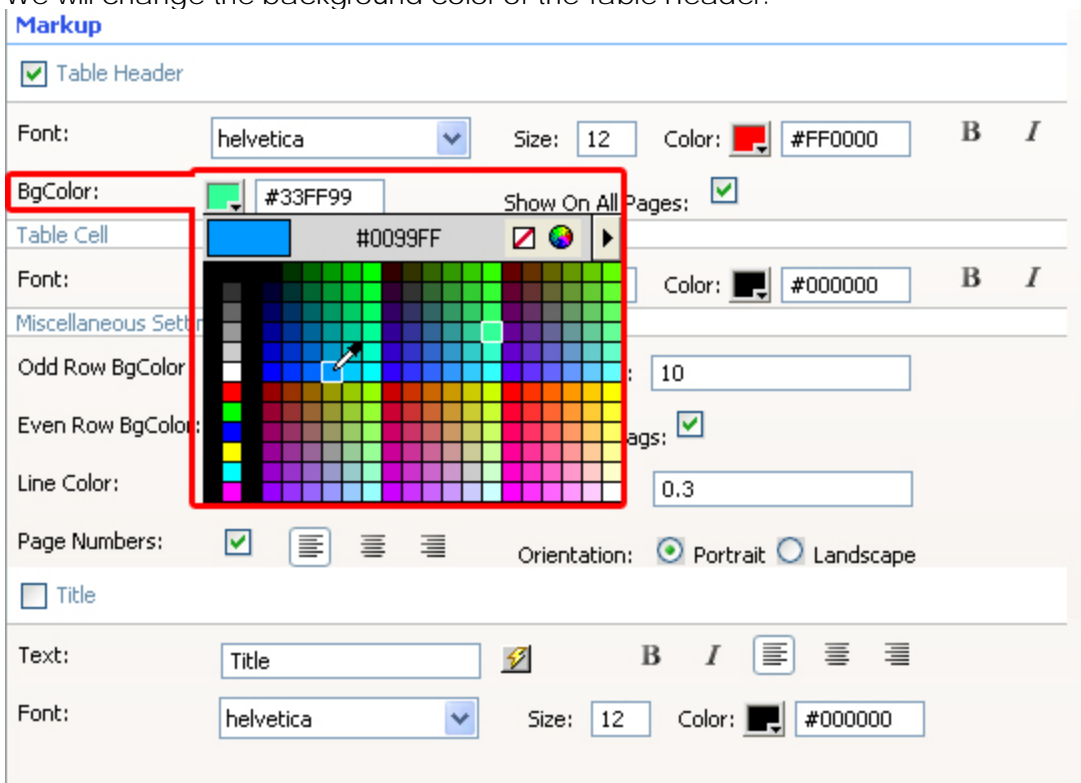 We will change the background color of the Table Header:
Markup
Table Header
Font: helvetica Size: 12 Color: #FF0000 B I
BgColor: #33FF99 Show On All Pages:
Table Cell #0099FF
Font: Color: #000000 B I
Miscellaneous Sett
Odd Row BgColor : 10
Even Row BgColor: ags:
Line Color: 0.3
Page Numbers: Orientation: Portrait Landscape
Title
Text: Title B I
Font: helvetica Size: 12 Color: #000000